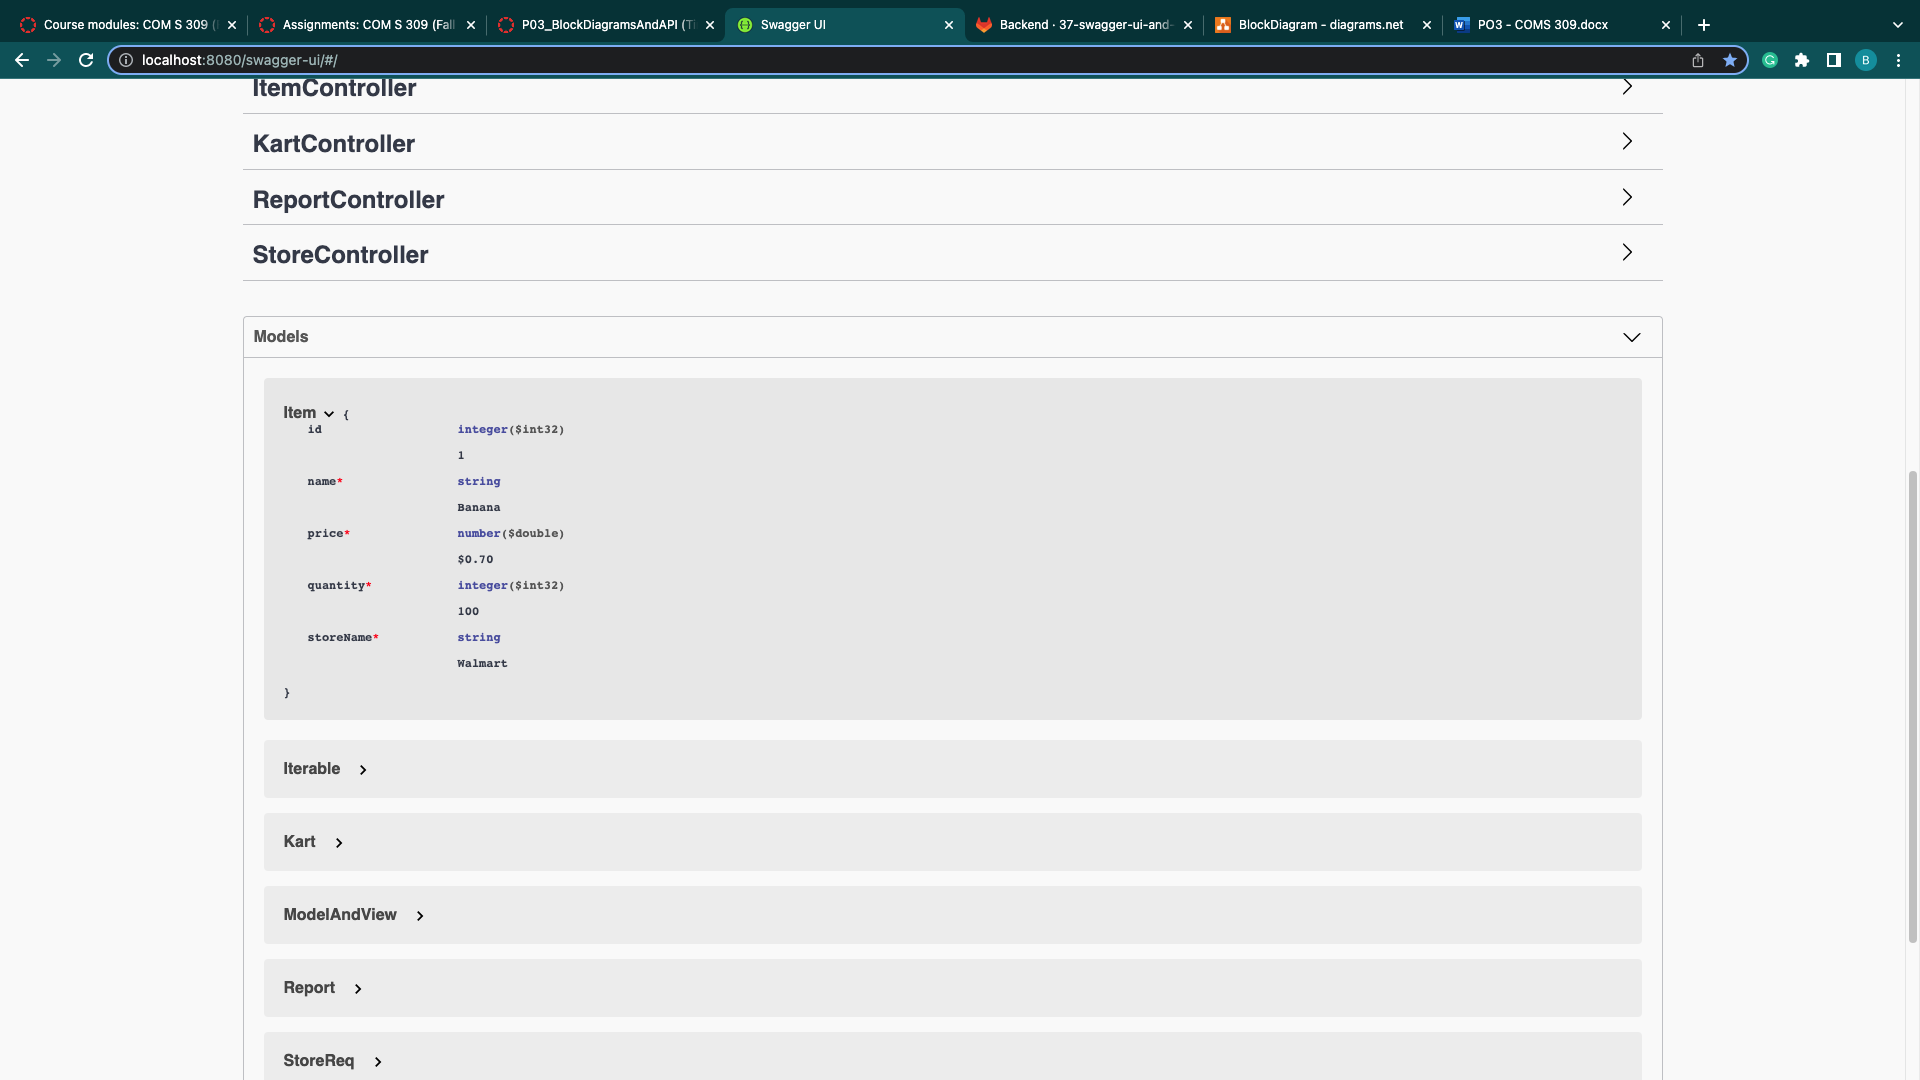 Course modules: COM S 309 (
Assignments: COM S 309 (Fall
P03_BlockDiagramsAndAPI (Ti
Swagger UI
Backend · 37-swagger-ui-and-
BlockDiagram - diagrams.net
W
PO3 - COMS 309.docx
localhost:8080/swagger-ui/#/
G
B
ItemController
KartController
ReportController
StoreController
Models
Item {
id integer($int32)
1
name* string
Banana
price* number($double)
$0.70
quantity* integer($int32)
100
storeName* string
Walmart
}
Iterable
Kart
ModelAndView
Report
StoreReq